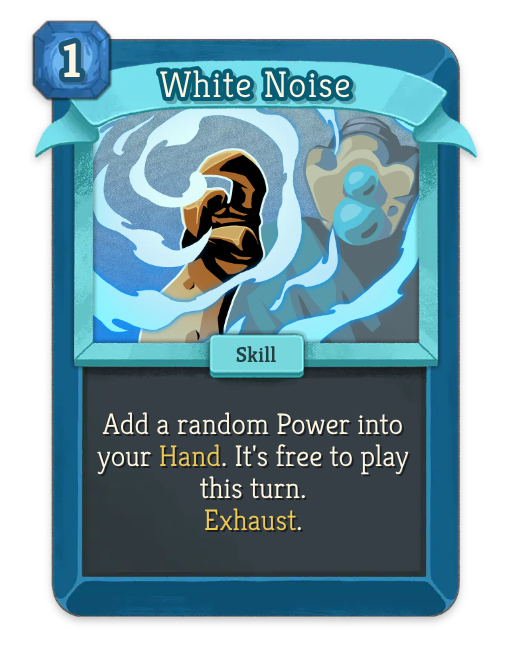 1
White Noise
Skill
Add a random Power into
your Hand. It's free to play
this turn.
Exhaust.